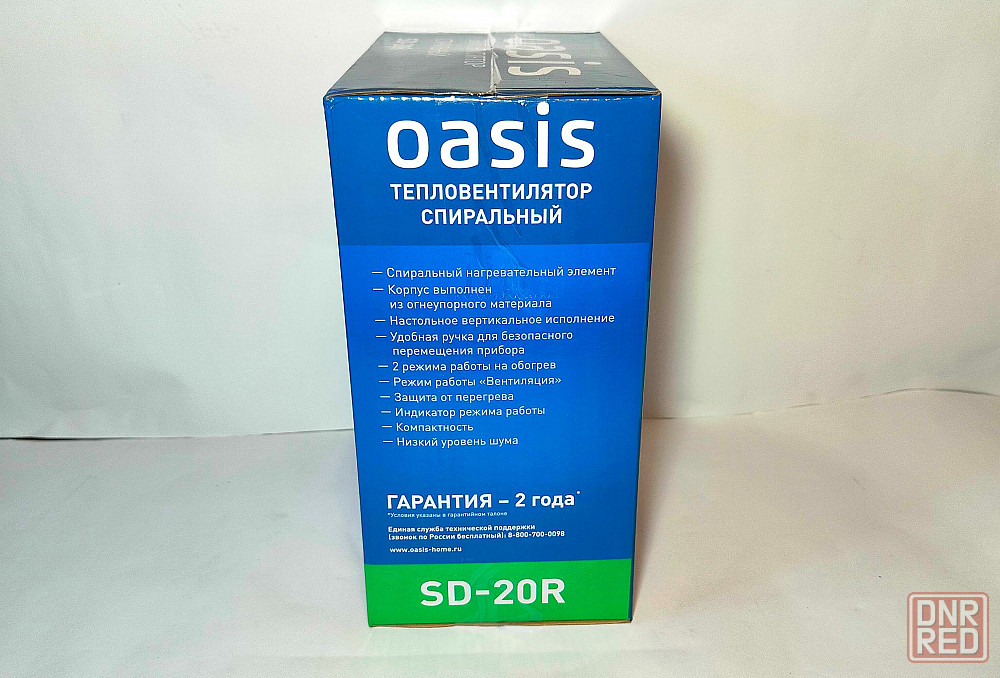 oasis
oasis
ТЕПЛОВЕНТИЛЯТОР
СПИРАЛЬНЫЙ
— Спиральный нагревательный элемент
— Корпус выполнен
из огнеупорного материала
— Настольное вертикальное исполнение
— Удобная ручка для безопасного
перемещения прибора
— 2 режима работы на обогрев
— Режим работы «Вентиляция»
— Защита от перегрева
— Индикатор режима работы
— Компактность
— Низкий уровень шума
ГАРАНТИЯ – 2 года*
*Условия указаны в гарантийном талоне
Единая служба технической поддержки
(звонок по России бесплатный): 8-800-700-0098
www.oasis-home.ru
SD-20R
DNR
RED